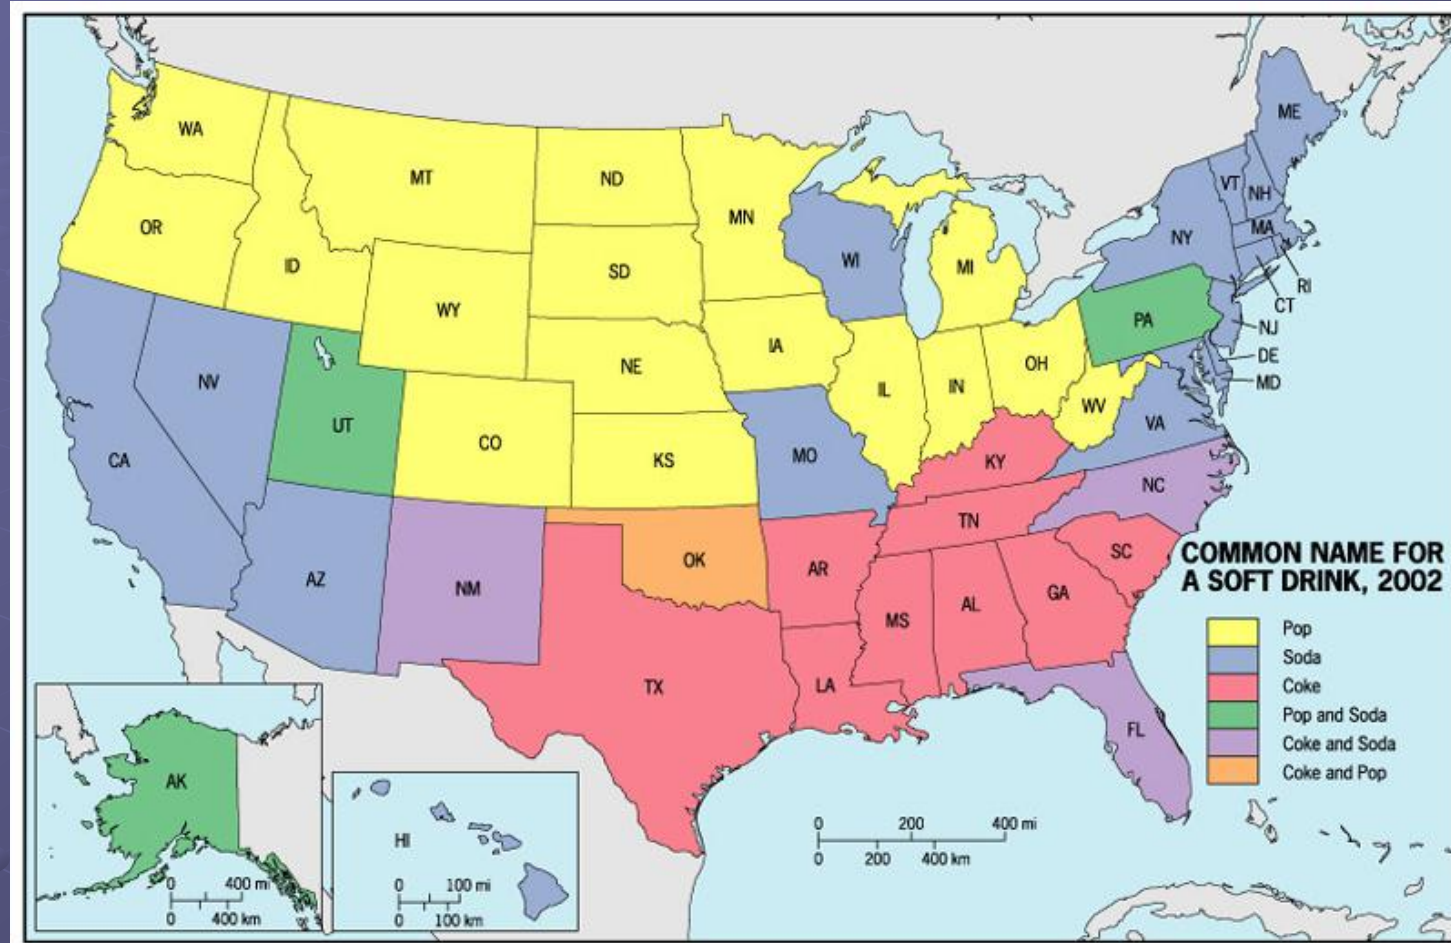 WA
MT
ND
MN
OR
ID
SD
WY
WI
MI
ME
VT
NH
MA
NY
RI
CT
NJ
DE
MD
PA
IA
NE
OH
IL
IN
WV
VA
NV
UT
CO
KS
MO
KY
CA
NC
TN
AZ
NM
OK
AR
SC
MS
AL
GA
TX
LA
FL
COMMON NAME FOR
A SOFT DRINK, 2002
Pop
Soda
Coke
Pop and Soda
Coke and Soda
Coke and Pop
AK
0 400 mi
0 400 km
HI
0 100 mi
0 100 km
0 200 400 mi
0 200 400 km